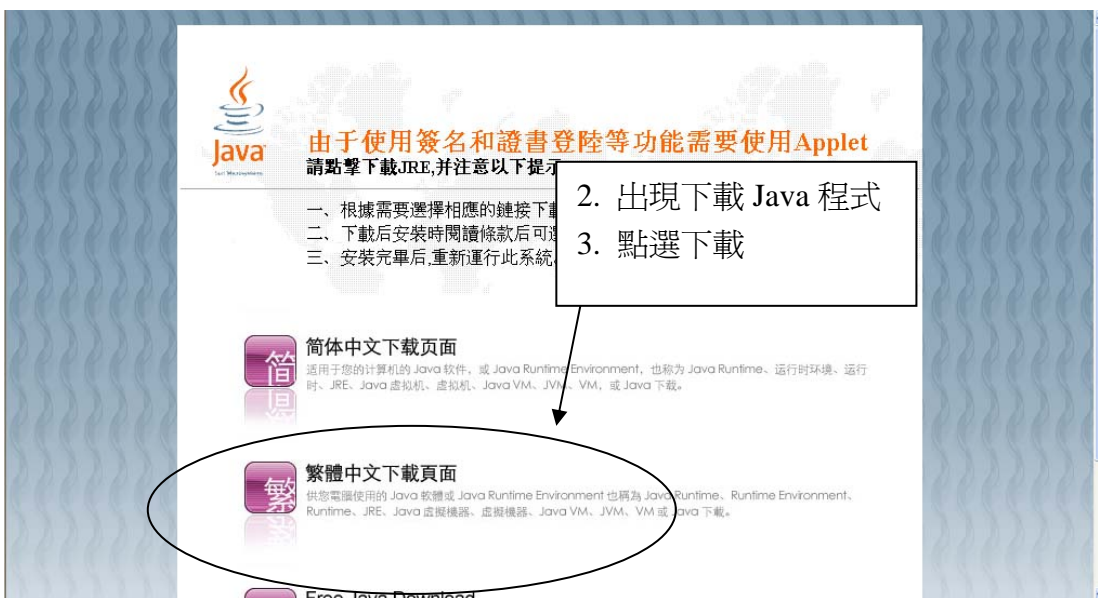 Java
Sun Microsystems
由于使用簽名和證書登陸等功能需要使用Applet
請點擊下載JRE,并注意以下提示
2. 出現下載 Java 程式
3. 點選下載
一、根據需要選擇相應的鏈接下
二、下載后安裝時閱讀條款后可
三、安裝完畢后,重新運行此系統
简
简体中文下载页面
适用于您的计算机的 Java 软件，或 Java Runtime Environment，也称为 Java Runtime、运行时环境、运行
时、JRE、Java 虚拟机、虚拟机、Java VM、JVM、VM，或 Java 下载。
繁
繁體中文下載頁面
供您電腦使用的 Java 軟體或 Java Runtime Environment 也稱為 Java Runtime、Runtime Environment、
Runtime、JRE、Java 虛擬機器、虛擬機器、Java VM、JVM、VM 或 Java 下載。
Free Java Download